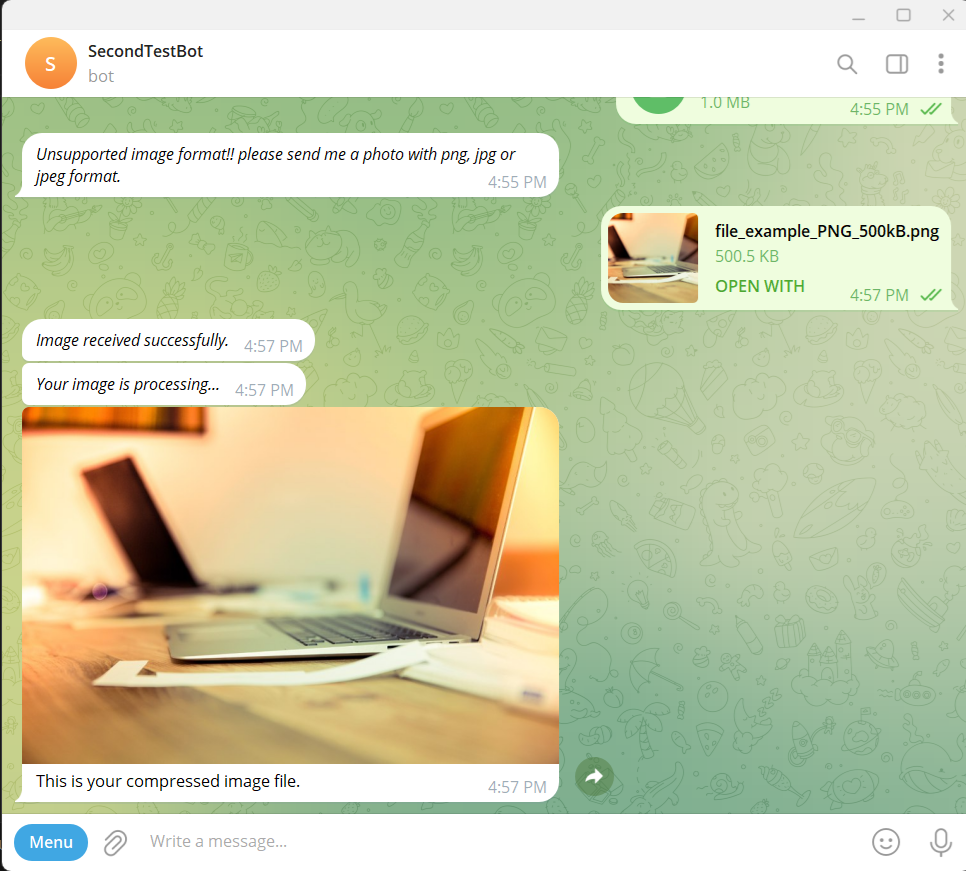 S
SecondTestBot
bot
1.0 MB
4:55 PM
Unsupported image format!! please send me a photo with png, jpg or
jpeg format.
4:55 PM
file_example_PNG_500kB.png
500.5 KB
OPEN WITH
4:57 PM
Image received successfully.
4:57 PM
Your image is processing...
4:57 PM
This is your compressed image file.
4:57 PM
Menu
Write a message...